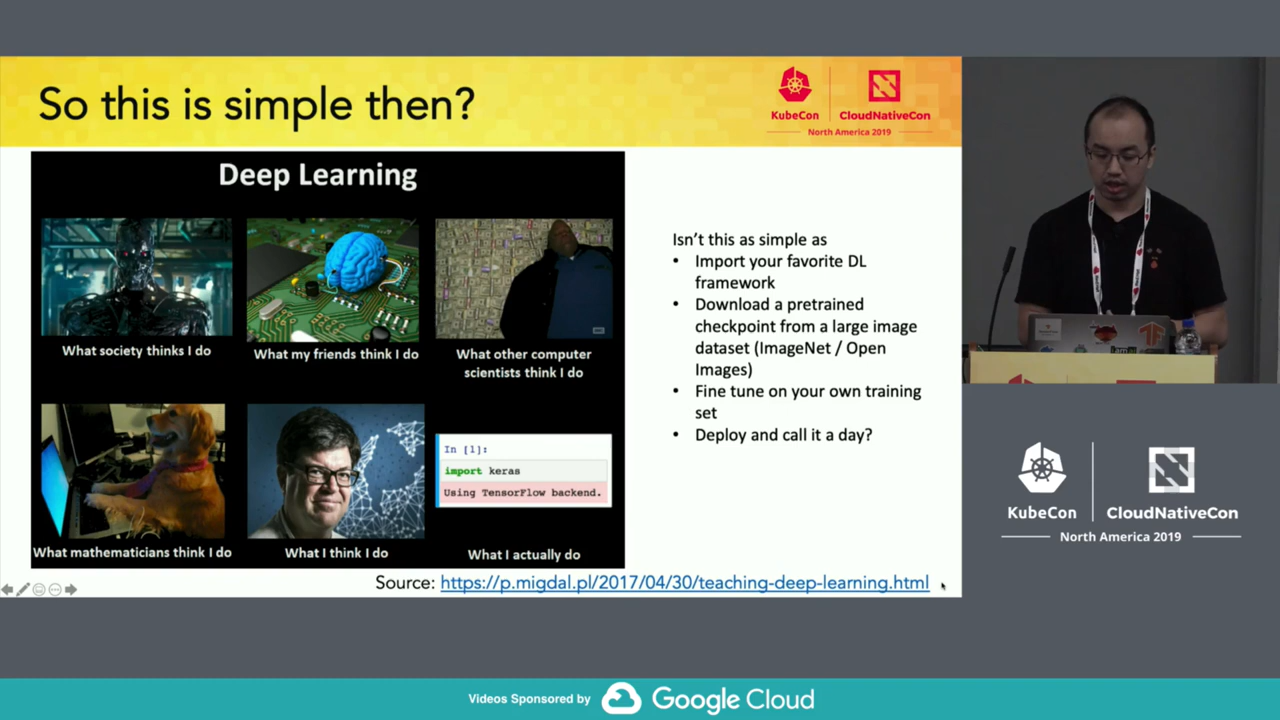 So this is simple then?
KubeCon
CloudNativeCon
North America 2019
Deep Learning
What society thinks I do
What my friends think I do
What other computer
scientists think I do
What mathematicians think I do
What I think I do
In [1]:
import keras
Using TensorFlow backend.
What I actually do
Isn't this as simple as
• Import your favorite DL
framework
• Download a pretrained
checkpoint from a large image
dataset (ImageNet / Open
Images)
• Fine tune on your own training
set
• Deploy and call it a day?
Source: https://p.migdal.pl/2017/04/30/teaching-deep-learning.html
KubeCon
CloudNativeCon
North America 2019
Videos Sponsored by
Google Cloud